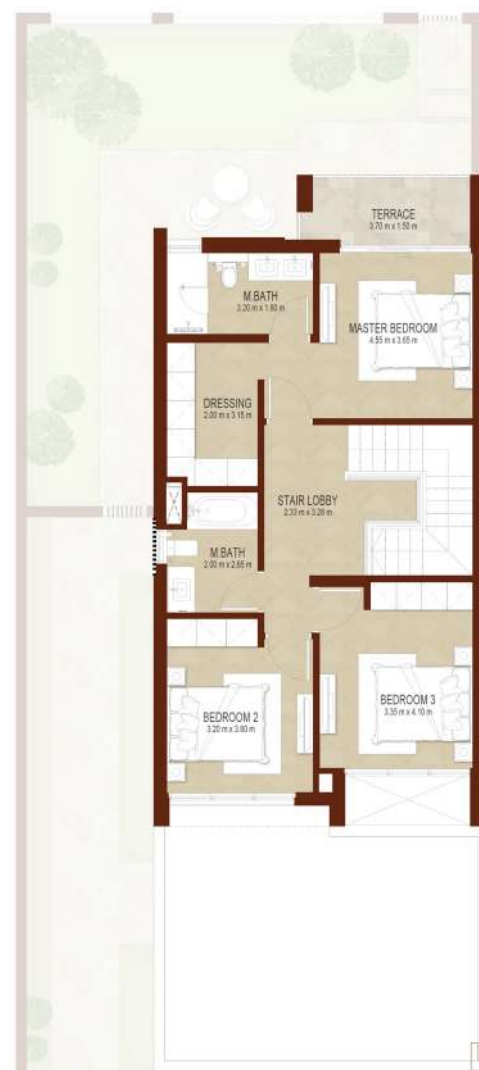 TERRACE
3.70 m x 1.50 m
M.BATH
3.20 m x 1.80 m
MASTER BEDROOM
4.55 m x 3.65 m
DRESSING
2.00 m x 3.15 m
STAIR LOBBY
2.33 m x 3.28 m
M.BATH
2.00 m x 2.65 m
BEDROOM 2
3.20 m x 3.80 m
BEDROOM 3
3.35 m x 4.10 m